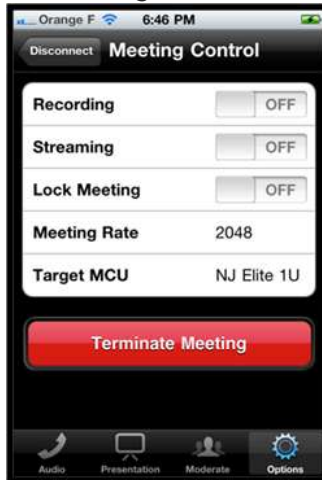 Orange F 6:46 PM
Disconnect Meeting Control
Recording OFF
Streaming OFF
Lock Meeting OFF
Meeting Rate 2048
Target MCU NJ Elite 1U
Terminate Meeting
Audio Presentation Moderate Options